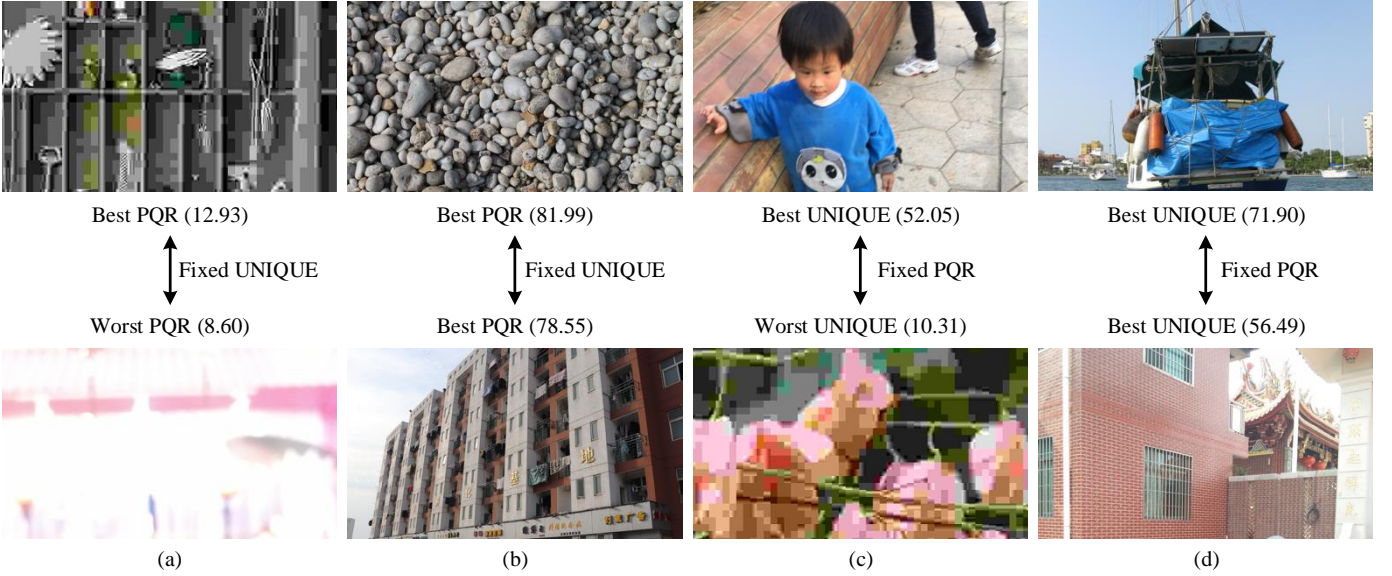 Best PQR (12.93)
Best PQR (81.99)
Best UNIQUE (52.05)
Best UNIQUE (71.90)
Fixed UNIQUE
Fixed UNIQUE
Fixed PQR
Fixed PQR
Worst PQR (8.60)
Best PQR (78.55)
Worst UNIQUE (10.31)
Best UNIQUE (56.49)
地
(a)
(b)
(c)
(d)